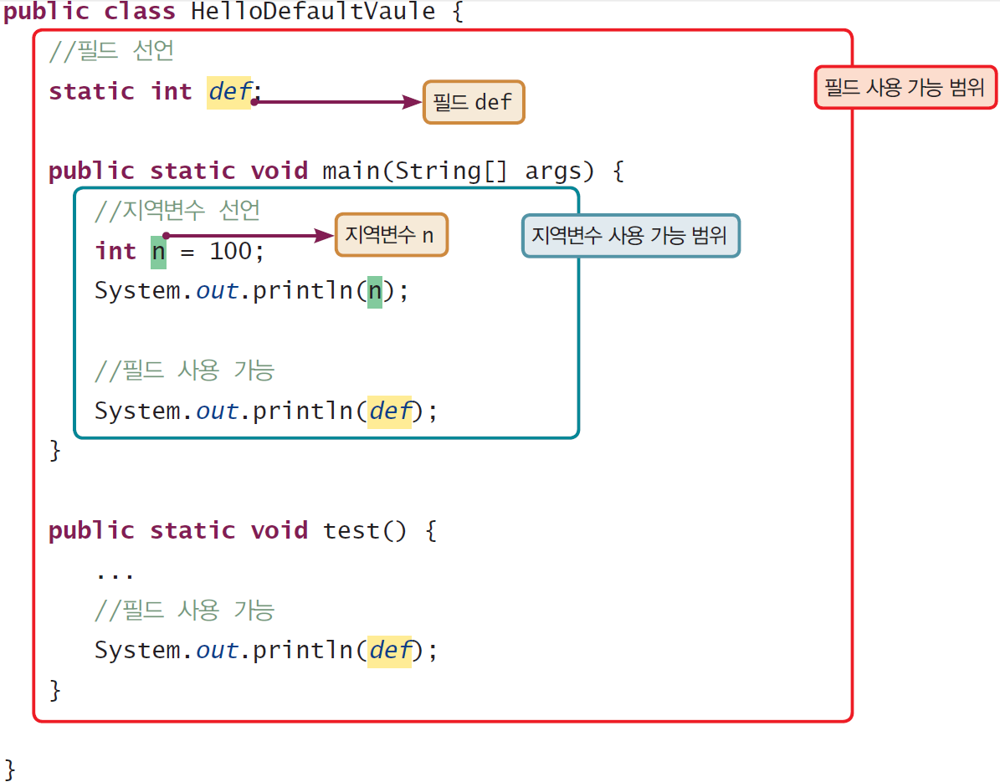 public class HelloDefaultVaule {
//필드 선언
필드 사용 가능 범위
static int def;
필드 def
public static void main(String[] args) {
//지역변수 선언
지역변수 n
지역변수 사용 가능 범위
int n = 100;
System.out.println(n);
//필드 사용 가능
System.out.println(def);
}
public static void test() {
...
//필드 사용 가능
System.out.println(def);
}
}